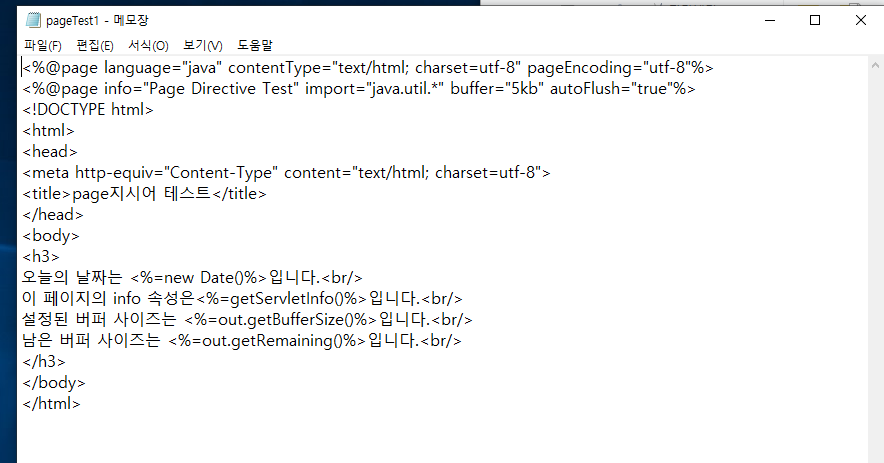 pageTest1 - 메모장
파일(F) 편집(E) 서식(O) 보기(V) 도움말
<%@page language="java" contentType="text/html; charset=utf-8" pageEncoding="utf-8"%>
<%@page info="Page Directive Test" import="java.util.*" buffer="5kb" autoFlush="true"%>
<!DOCTYPE html>
<html>
<head>
<meta http-equiv="Content-Type" content="text/html; charset=utf-8">
<title>page지시어 테스트</title>
</head>
<body>
<h3>
오늘의 날짜는 <%=new Date()%>입니다.<br/>
이 페이지의 info 속성은<%=getServletInfo()%>입니다.<br/>
설정된 버퍼 사이즈는 <%=out.getBufferSize()%>입니다.<br/>
남은 버퍼 사이즈는 <%=out.getRemaining()%>입니다.<br/>
</h3>
</body>
</html>